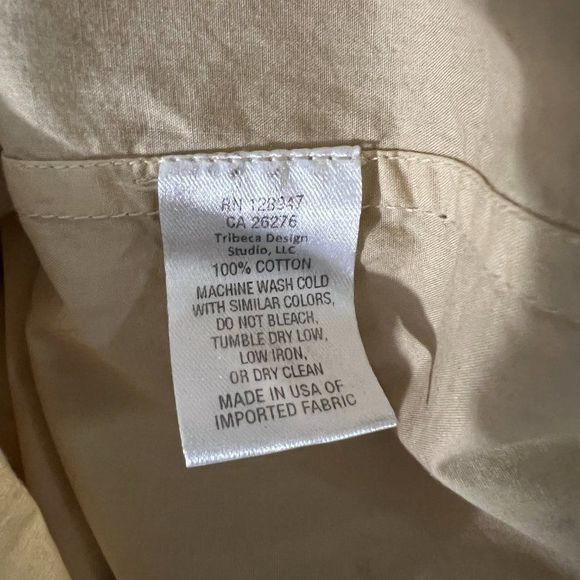 RN 128947
CA 26276
Tribeca Design
Studio, LLC
100% COTTON
MACHINE WASH COLD
WITH SIMILAR COLORS,
DO NOT BLEACH,
TUMBLE DRY LOW,
LOW IRON,
OR DRY CLEAN
MADE IN USA OF
IMPORTED FABRIC